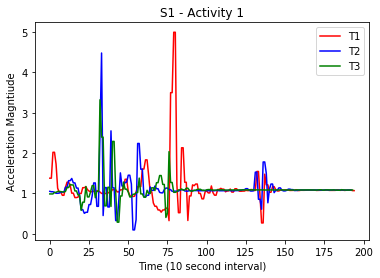 S1 - Activity 1
T1
T2
T3
Acceleration Magntiude
5
4
3
2
1
0
0 25 50 75 100 125 150 175 200
Time (10 second interval)